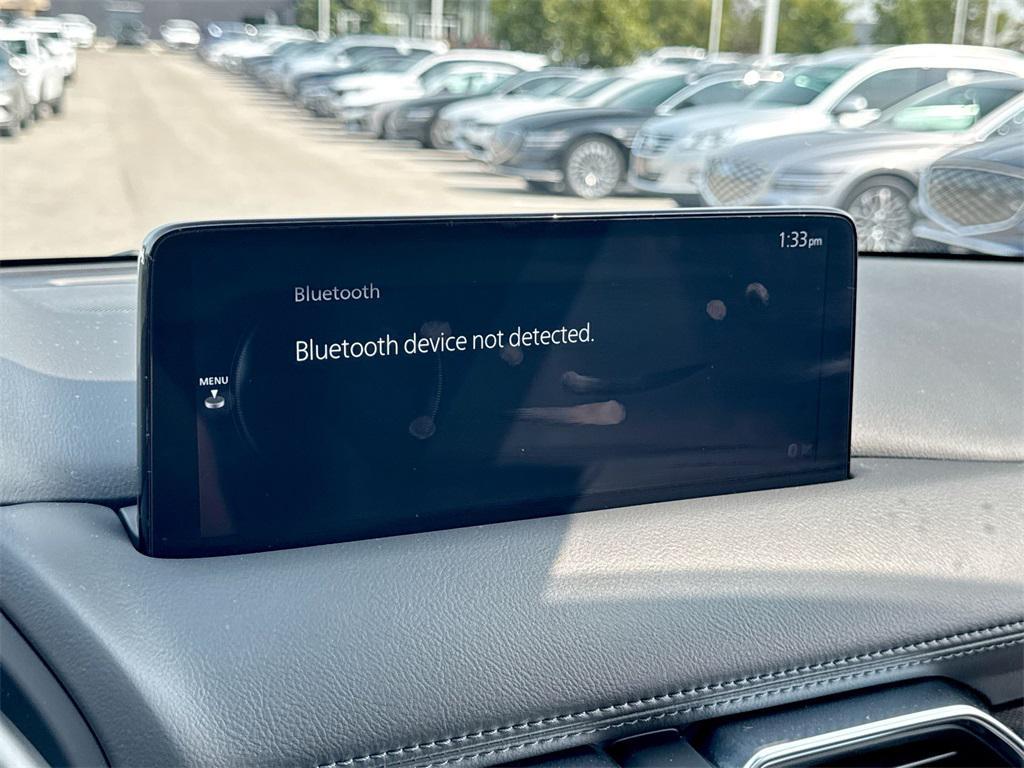 1:33pm
Bluetooth
Bluetooth device not detected.
MENU